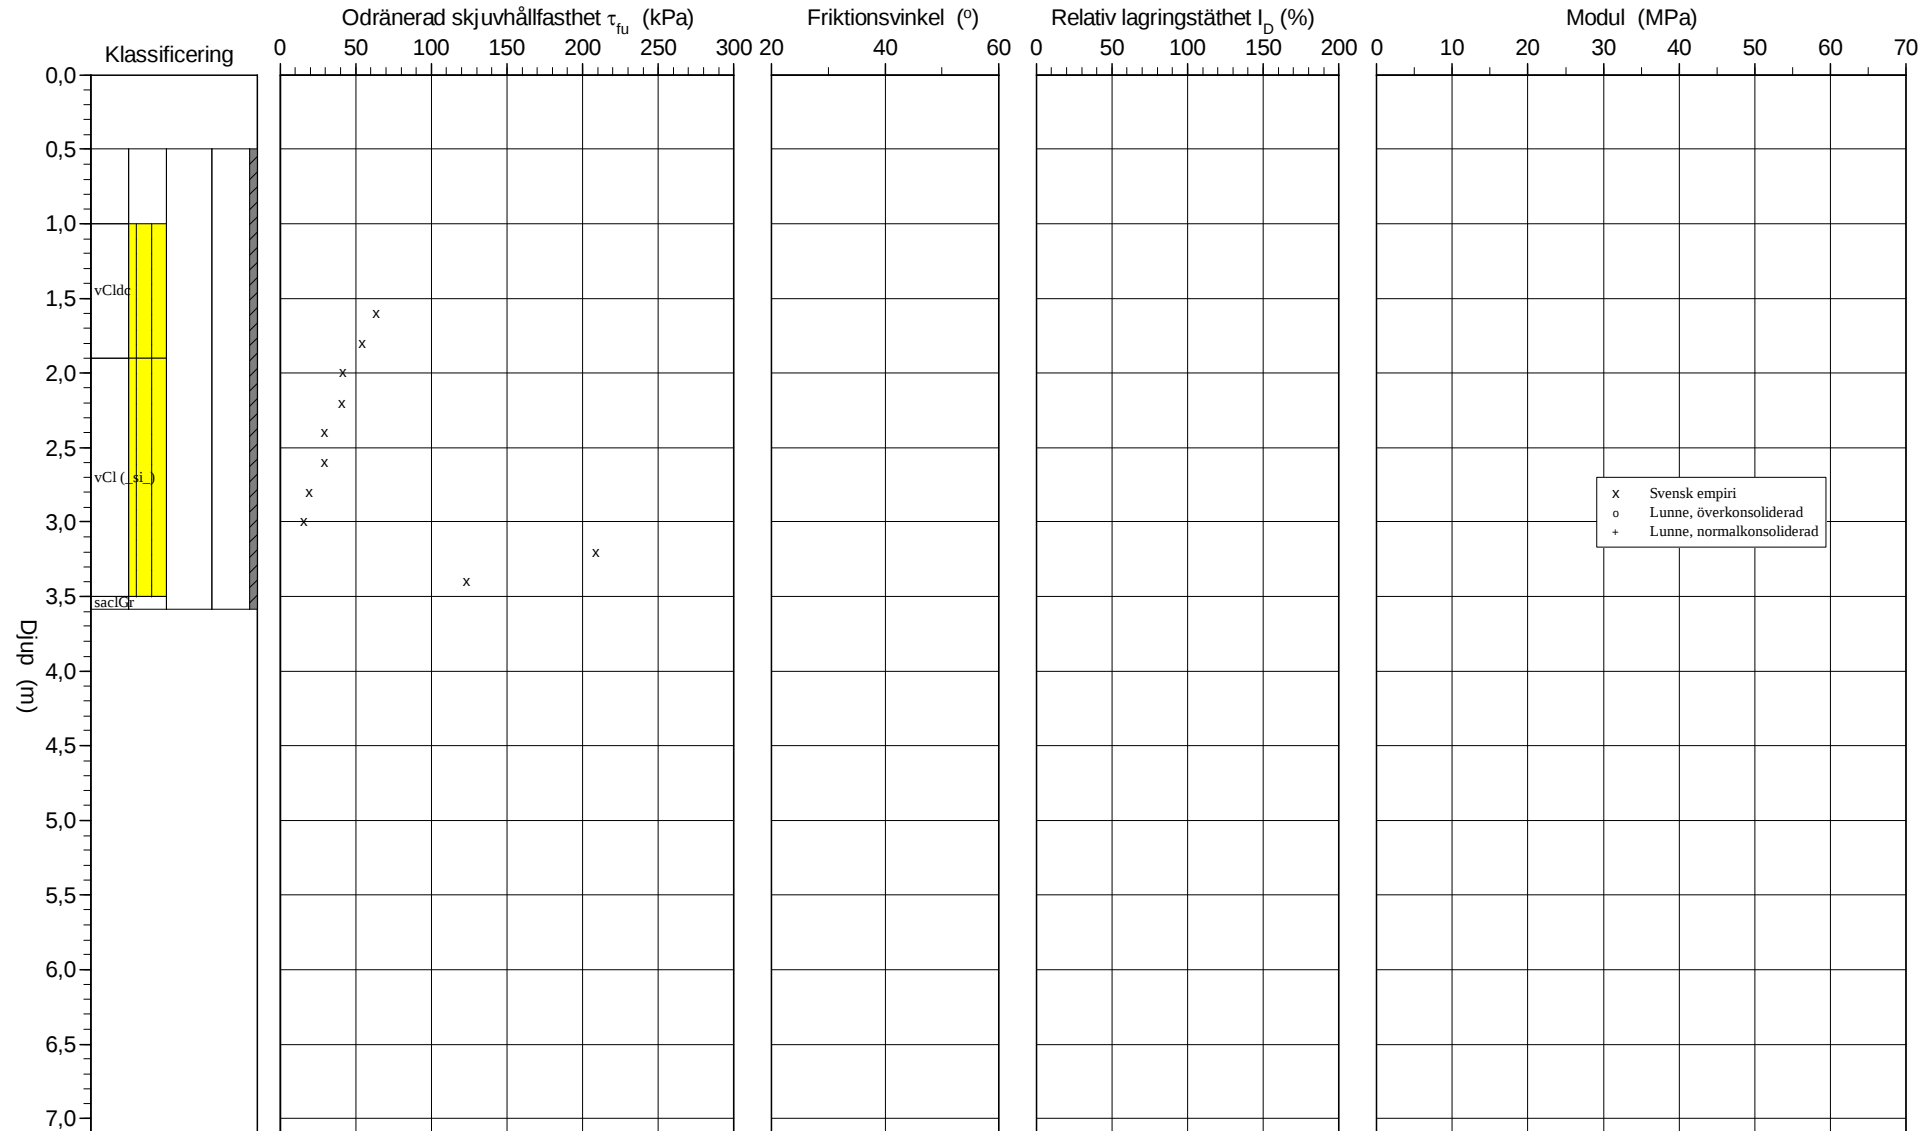 Odränerad skjuvhållfasthet τfu (kPa)
Friktionsvinkel (º)
Relativ lagringstäthet ID (%)
Modul (MPa)
Klassificering
0 50 100 150 200 250 300
20 40 60
0 50 100 150 200
0 10 20 30 40 50 60 70
0,0
0,5
1,0
vCldc
1,5
2,0
2,5
vCl (_si_)
3,0
3,5
saclGr
4,0
4,5
5,0
5,5
6,0
6,5
7,0
Djup (m)
x Svensk empiri
o Lunne, överkonsoliderad
+ Lunne, normalkonsoliderad